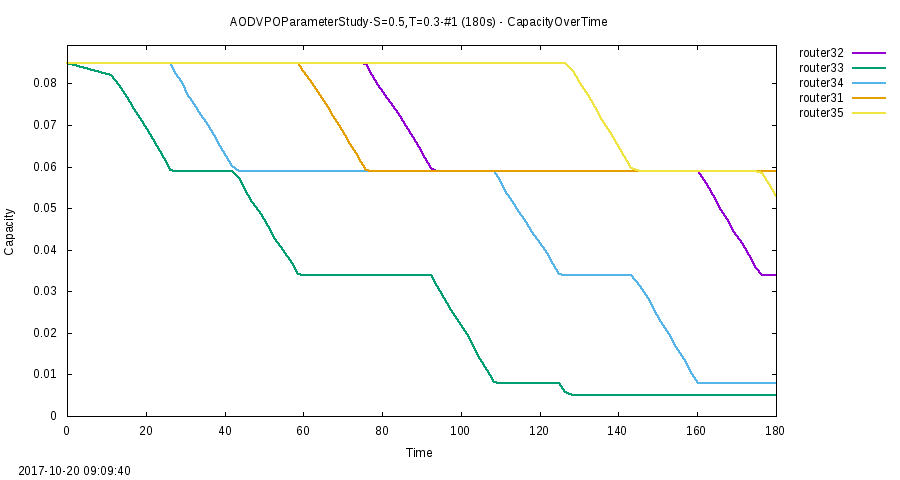 AODVPOParameterStudy-S=0.5,T=0.3-#1 (180s) - CapacityOverTime
router32
router33
router34
router31
router35
0.08
0.07
0.06
0.05
0.04
0.03
0.02
0.01
0
Capacity
0 20 40 60 80 100 120 140 160 180
Time
2017-10-20 09:09:40